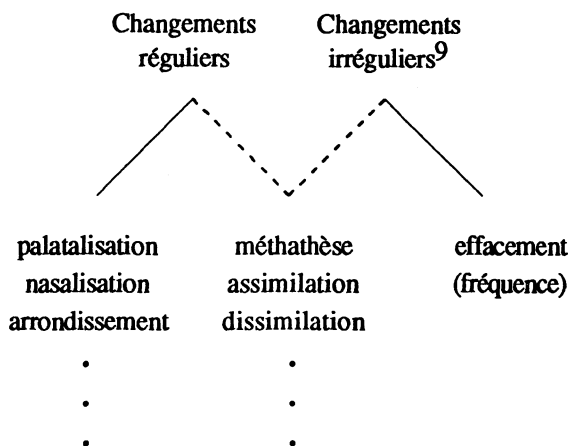 Changements Changements
réguliers irréguliers9
palatalisation méthathèse effacement
nasalisation assimilation (fréquence)
arrondissement dissimilation